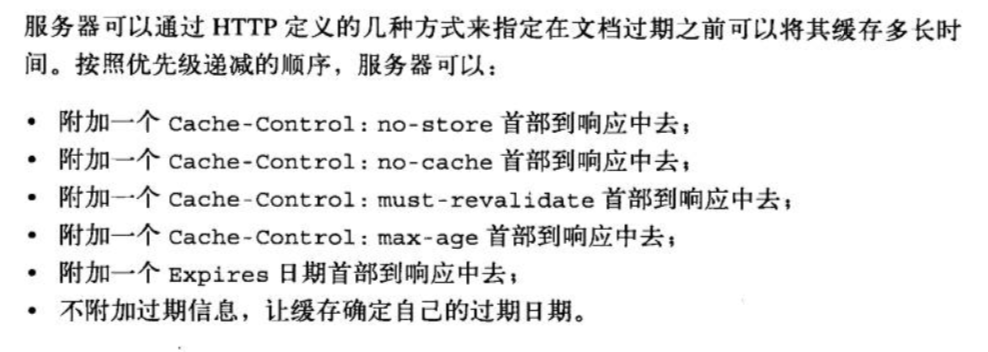 服务器可以通过 HTTP 定义的几种方式来指定在文档过期之前可以将其缓存多长时
间。按照优先级递减的顺序，服务器可以：
• 附加一个 Cache-Control: no-store 首部到响应中去；
• 附加一个 Cache-Control: no-cache 首部到响应中去；
• 附加一个 Cache-Control: must-revalidate 首部到响应中去；
• 附加一个 Cache-Control: max-age 首部到响应中去；
• 附加一个 Expires 日期首部到响应中去；
• 不附加过期信息，让缓存确定自己的过期日期。